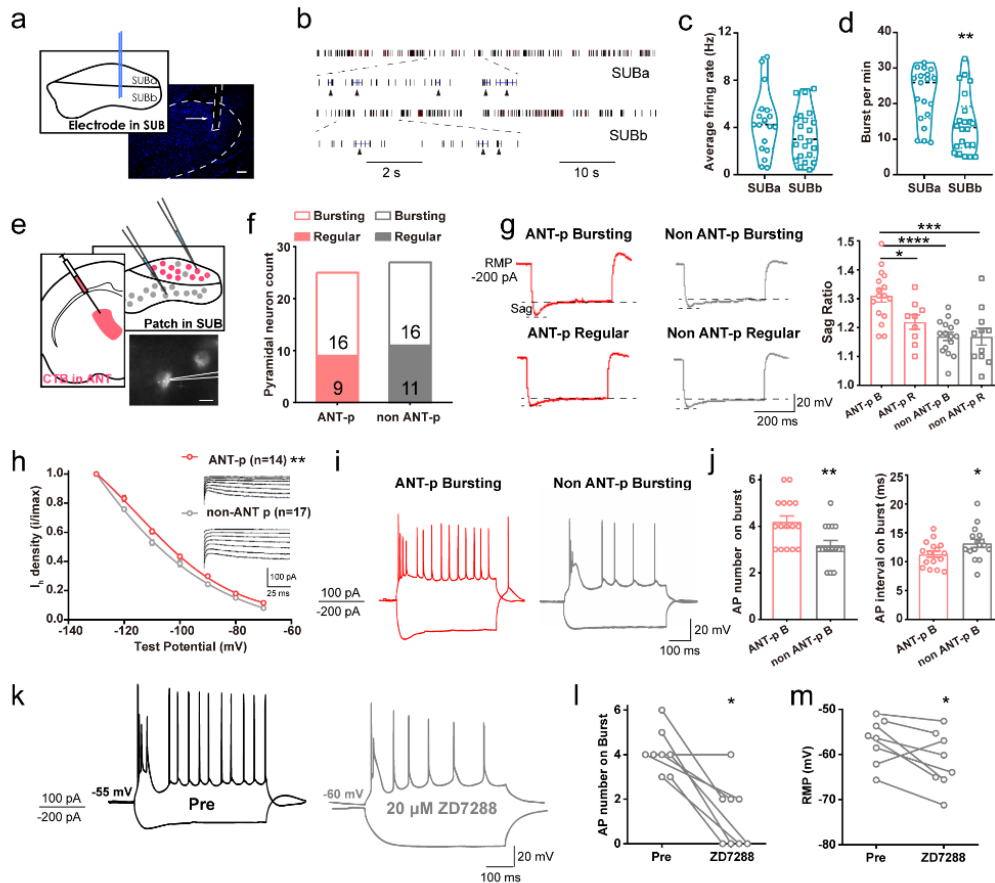 a
SUBa
SUBb
Electrode in SUB
b
SUBa
SUBb
2 s
10 s
c
Average firing rate (Hz)
12
8
4
0
SUBa
SUBb
d
**
Burst per min
40
30
20
10
0
SUBa
SUBb
e
CTB in ANT
Patch in SUB
f
Bursting
Regular
Bursting
Regular
Pyramidal neuron count
30
20
10
0
16
9
16
11
ANT-p
non ANT-p
g
ANT-p Bursting
Non ANT-p Bursting
RMP
-200 pA
Sag
ANT-p Regular
Non ANT-p Regular
20 mV
200 ms
***
****
*
Sag Ratio
1.5
1.4
1.3
1.2
1.1
1.0
ANT-p B
ANT-p R
non ANT-p B
non ANT-p R
h
ANT-p (n=14) **
non-ANT p (n=17)
Ih density (i/imax)
1.0
0.8
0.6
0.4
0.2
0.0
-140
-120
-100
-80
-60
Test Potential (mV)
100 pA
25 ms
i
ANT-p Bursting
Non ANT-p Bursting
100 pA
-200 pA
20 mV
100 ms
j
**
AP number on burst
6
4
2
0
ANT-p B
non ANT-p B
*
AP interval on burst (ms)
25
20
15
10
5
0
ANT-p B
non ANT-p B
k
-55 mV
100 pA
-200 pA
Pre
-60 mV
20 µM ZD7288
20 mV
100 ms
l
*
AP number on Burst
6
4
2
0
Pre
ZD7288
m
*
RMP (mV)
-50
-60
-70
-80
Pre
ZD7288